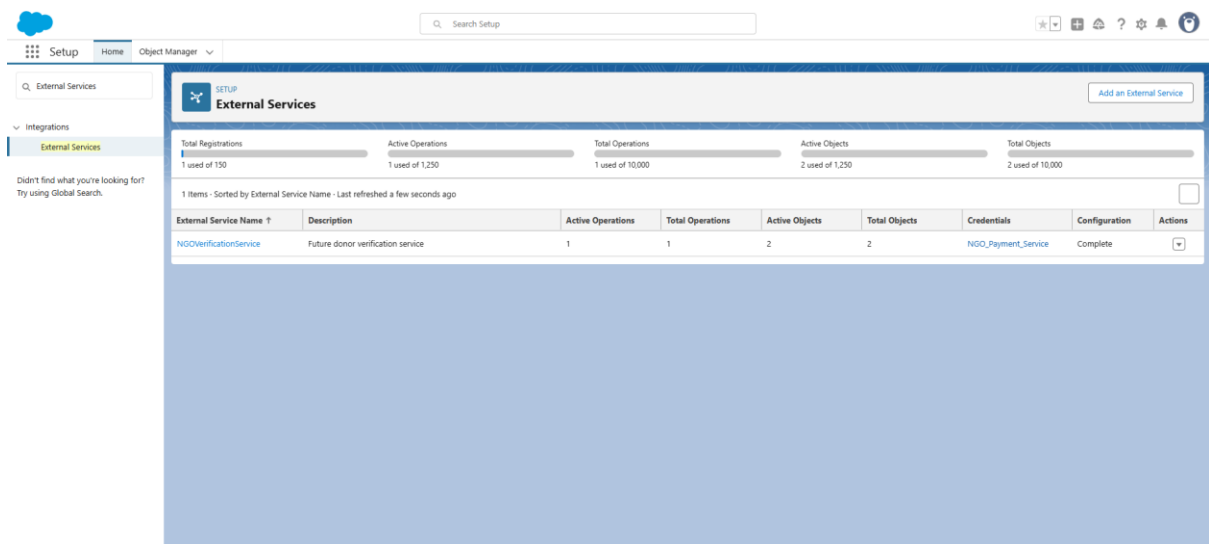 Search Setup
Setup Home Object Manager
External Services
Integrations
External Services
Didn't find what you're looking for?
Try using Global Search.
SETUP
External Services
Add an External Service
Total Registrations Active Operations Total Operations Active Objects Total Objects
1 used of 150 1 used of 1,250 1 used of 10,000 2 used of 1,250 2 used of 10,000
1 Items · Sorted by External Service Name · Last refreshed a few seconds ago
External Service Name ↑ Description Active Operations Total Operations Active Objects Total Objects Credentials Configuration Actions
NGOVerificationService Future donor verification service 1 1 2 2 NGO_Payment_Service Complete